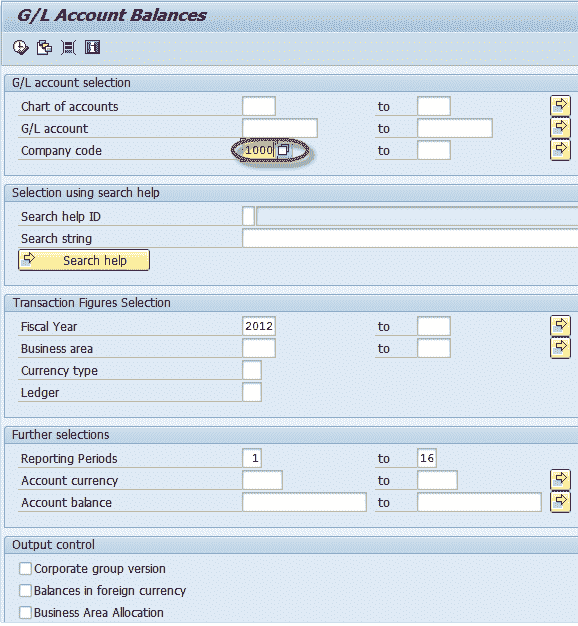 G/L Account Balances
G/L account selection
Chart of accounts to
G/L account to
Company code 1000 to
Selection using search help
Search help ID
Search string
Search help
Transaction Figures Selection
Fiscal Year 2012 to
Business area to
Currency type
Ledger
Further selections
Reporting Periods 1 to 16
Account currency to
Account balance to
Output control
Corporate group version
Balances in foreign currency
Business Area Allocation